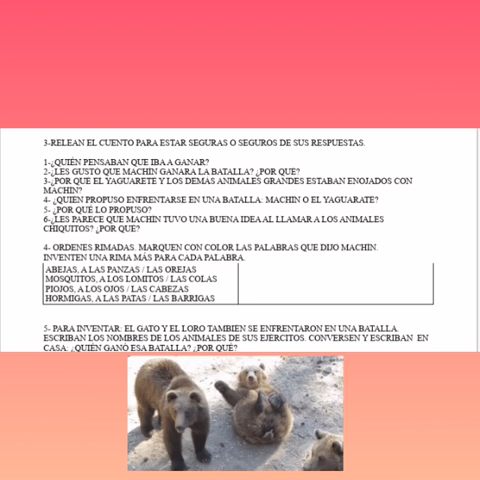 3-RELEAN EL CUENTO PARA ESTAR SEGURAS O SEGUROS DE SUS RESPUESTAS.
1-¿QUIÉN PENSABAN QUE IBA A GANAR?
2-¿LES GUSTO QUE MACHIN GANARA LA BATALLA? ¿POR QUÉ?
3-¿POR QUÉ EL YAGUARETE Y LOS DEMAS ANIMALES GRANDES ESTABAN ENOJADOS CON
MACHIN?
4- ¿QUIÉN PROPUSO ENFRENTARSE EN UNA BATALLA: MACHIN O EL YAGUARATÉ?
5- ¿POR QUÉ LO PROPUSO?
6-¿LES PARECE QUE MACHIN TUVO UNA BUENA IDEA AL LLAMAR A LOS ANIMALES
CHIQUITOS? ¿POR QUÉ?
4- ORDENES RIMADAS. MARQUEN CON COLOR LAS PALABRAS QUE DIJO MACHIN.
INVENTEN UNA RIMA MÁS PARA CADA PALABRA.
ABEJAS, A LAS PANZAS / LAS OREJAS
MOSQUITOS, A LOS LOMITOS / LAS COLAS
PIOJOS, A LOS OJOS / LAS CABEZAS
HORMIGAS, A LAS PATAS / LAS BARRIGAS
5- PARA INVENTAR: EL GATO Y EL LORO TAMBIEN SE ENFRENTARON EN UNA BATALLA.
ESCRIBAN LOS NOMBRES DE LOS ANIMALES DE SUS EJERCITOS. CONVERSEN Y ESCRIBAN EN
CASA: ¿QUIÉN GANÓ ESA BATALLA? ¿POR QUÉ?